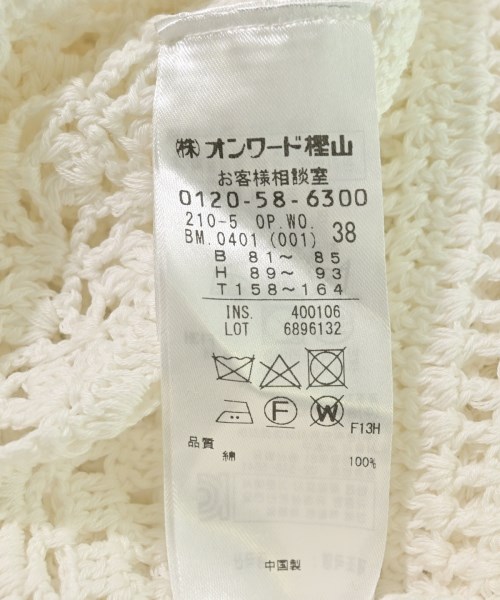 ㈱オンワード樫山
お客様相談室
0120-58-6300
210-5 OP.WO.
BM.0401 (001) 38
B 81～ 85
H 89～ 93
T 158～164
INS. 400106
LOT 6896132
F
W
F13H
品質
綿 100%
中国製